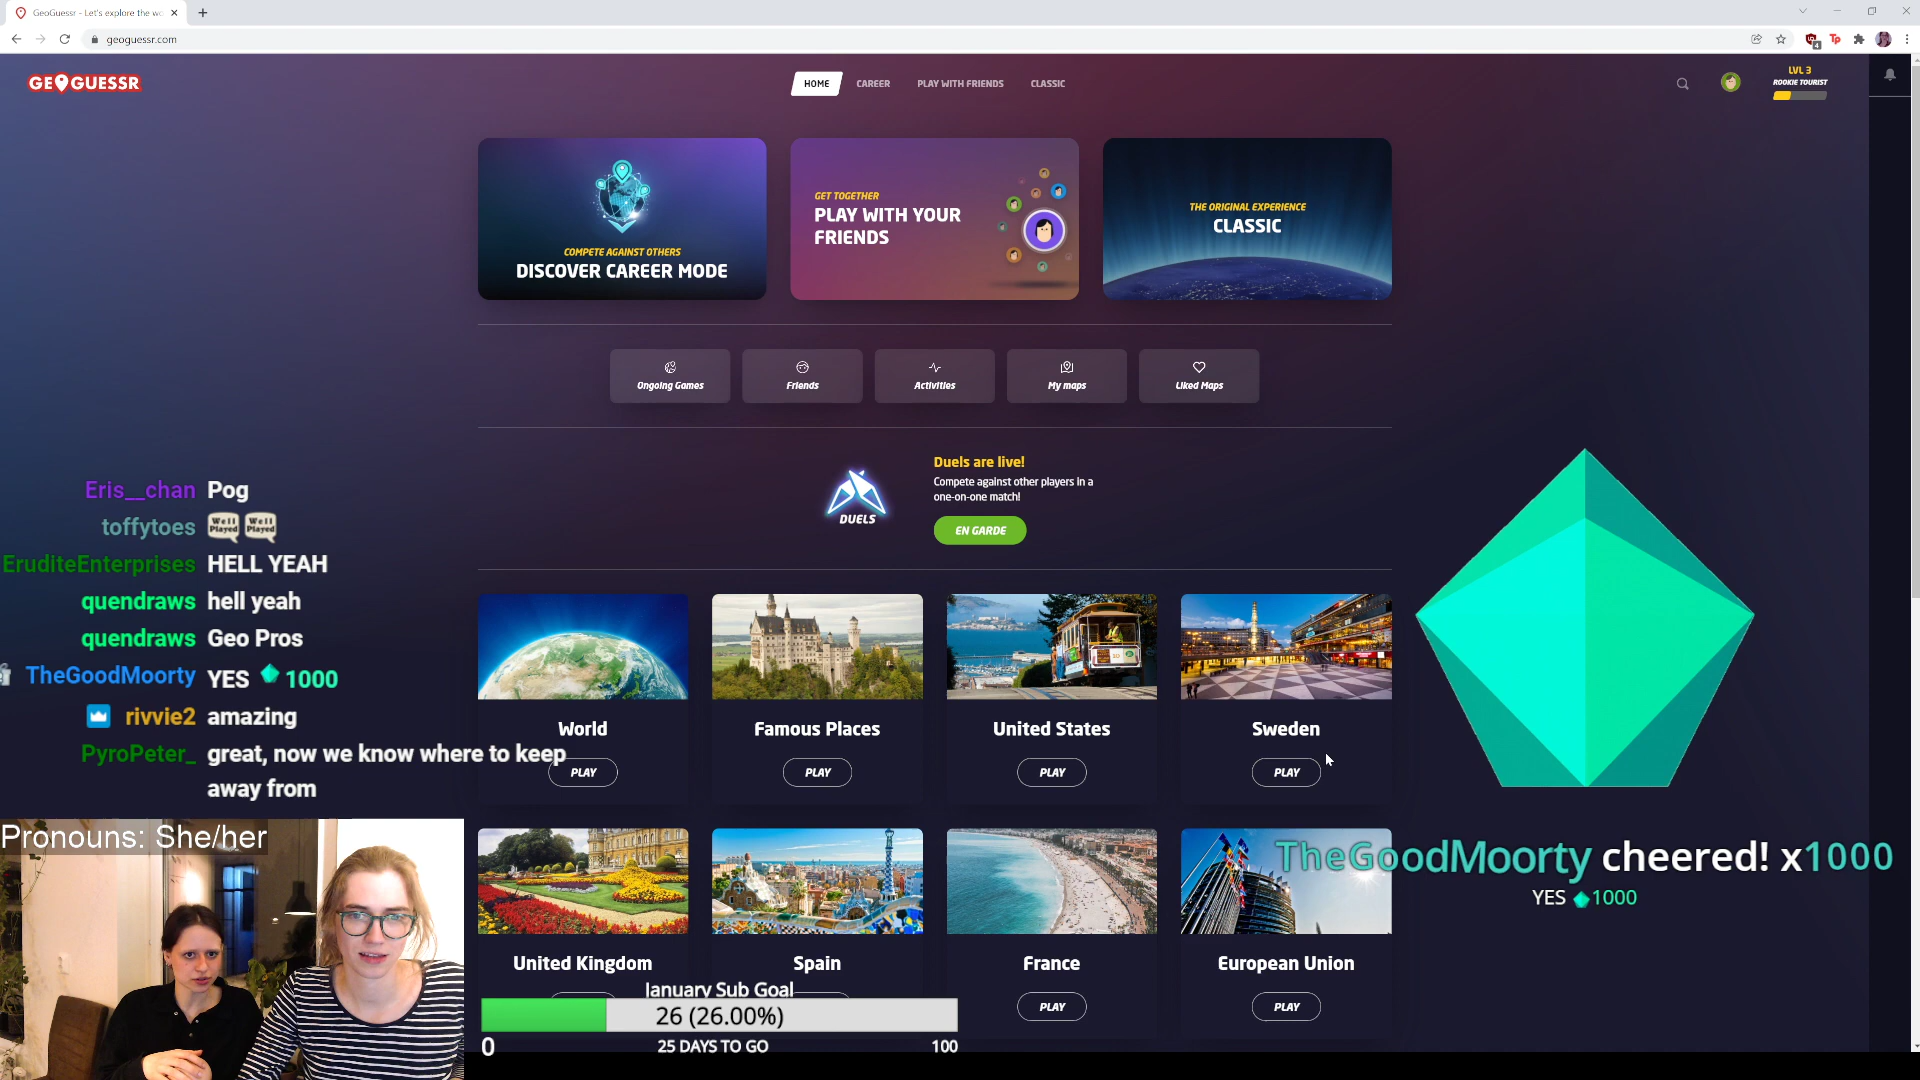 GeoGuessr - Let's explore the wo
geoguessr.com
GEOGUESSR
HOME
CAREER
PLAY WITH FRIENDS
CLASSIC
LVL 3
ROOKIE TOURIST
COMPETE AGAINST OTHERS
DISCOVER CAREER MODE
GET TOGETHER
PLAY WITH YOUR
FRIENDS
THE ORIGINAL EXPERIENCE
CLASSIC
Ongoing Games
Friends
Activities
My maps
Liked Maps
DUELS
Duels are live!
Compete against other players in a
one-on-one match!
EN GARDE
Eris__chan Pog
toffytoes Well Played Well Played
EruditeEnterprises HELL YEAH
quendraws hell yeah
quendraws Geo Pros
TheGoodMoorty YES 1000
rivvie2 amazing
PyroPeter_ great, now we know where to keep
away from
World
PLAY
Famous Places
PLAY
United States
PLAY
Sweden
PLAY
United Kingdom
Spain
France
PLAY
European Union
PLAY
TheGoodMoorty cheered! x1000
YES 1000
Pronouns: She/her
January Sub Goal
26 (26.00%)
0
25 DAYS TO GO
100